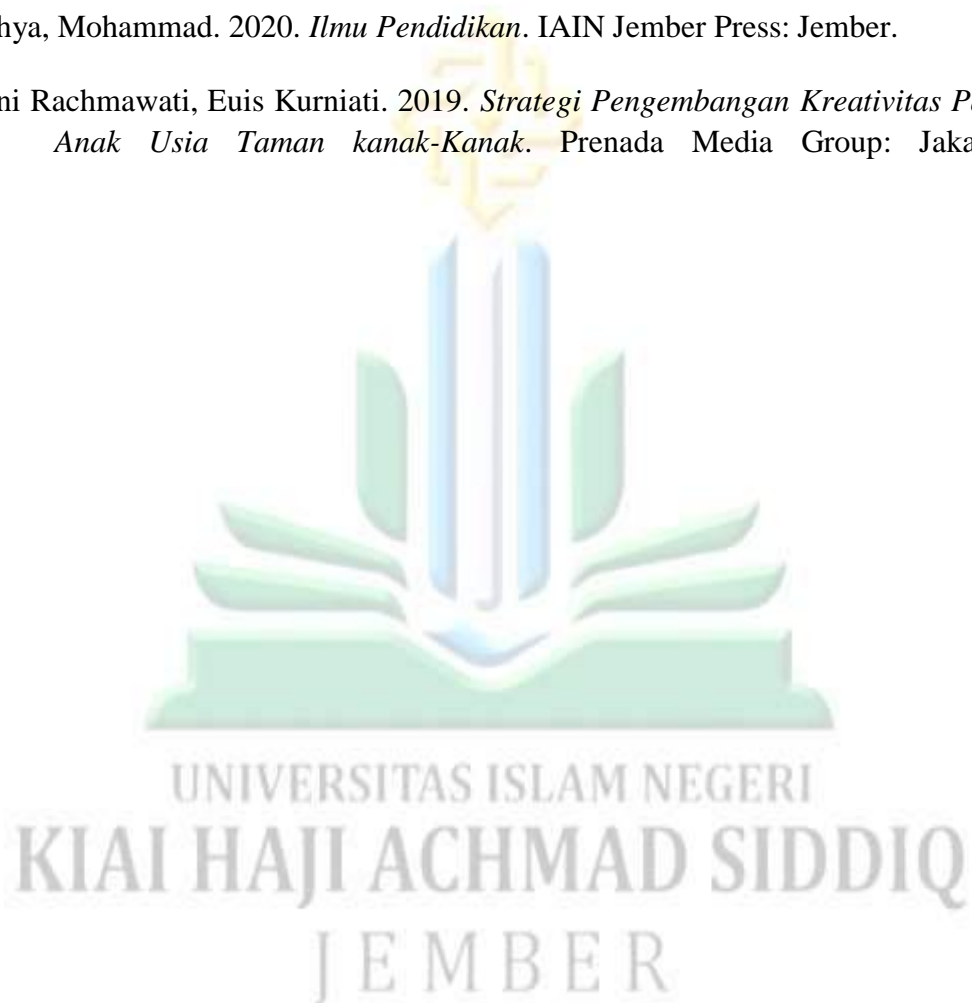 hya, Mohammad. 2020. Ilmu Pendidikan. IAIN Jember Press: Jember.
ni Rachmawati, Euis Kurniati. 2019. Strategi Pengembangan Kreativitas
Anak Usia Taman kanak-Kanak. Prenada Media Group:
UNIVERSITAS ISLAM NEGERI
KIAI HAJI ACHMAD SIDDIQ
JEMBER